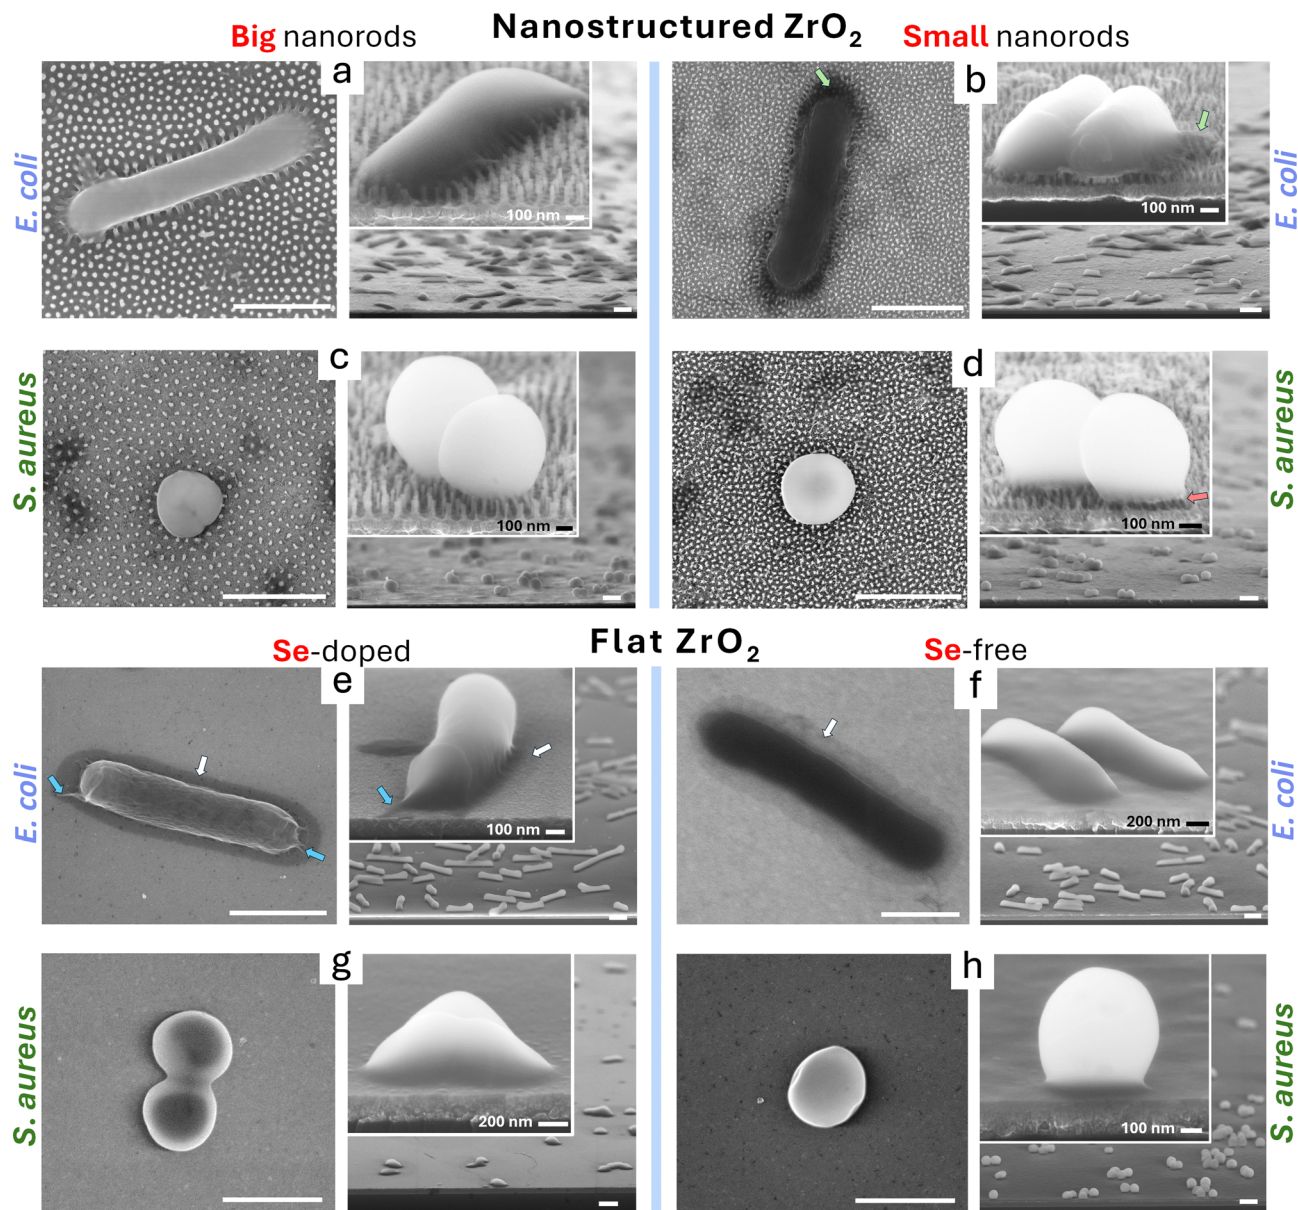 Nanostructured ZrO₂
Big nanorods
Small nanorods
E. coli
a
100 nm
b
100 nm
E. coli
S. aureus
c
100 nm
d
100 nm
S. aureus
Flat ZrO₂
Se-doped
Se-free
E. coli
e
100 nm
f
200 nm
E. coli
S. aureus
g
200 nm
h
100 nm
S. aureus